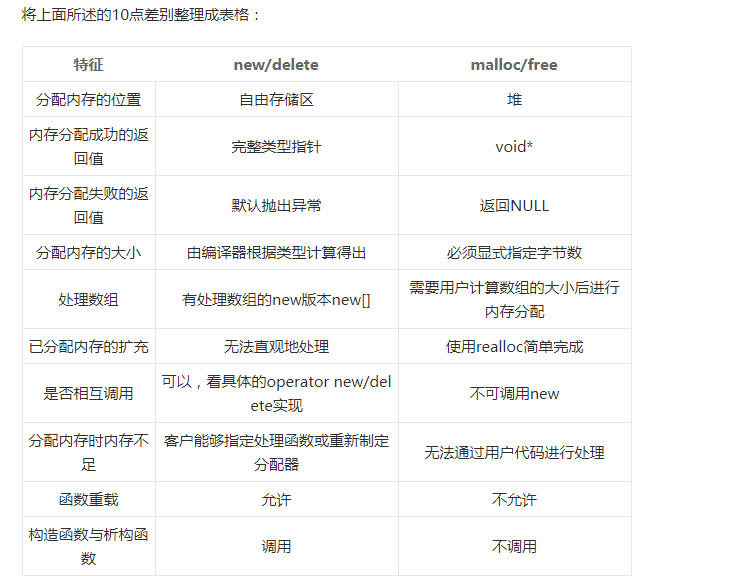 将上面所述的10点差别整理成表格：
特征 new/delete malloc/free
分配内存的位置 自由存储区 堆
内存分配成功的返
回值
完整类型指针 void*
内存分配失败的返
回值
默认抛出异常 返回NULL
分配内存的大小 由编译器根据类型计算得出 必须显式指定字节数
处理数组 有处理数组的new版本new[]
需要用户计算数组的大小后进行
内存分配
已分配内存的扩充 无法直观地处理 使用realloc简单完成
是否相互调用
可以，看具体的operator new/del
ete实现
不可调用new
分配内存时内存不
足
客户能够指定处理函数或重新制定
分配器
无法通过用户代码进行处理
函数重载 允许 不允许
构造函数与析构函
数
调用 不调用